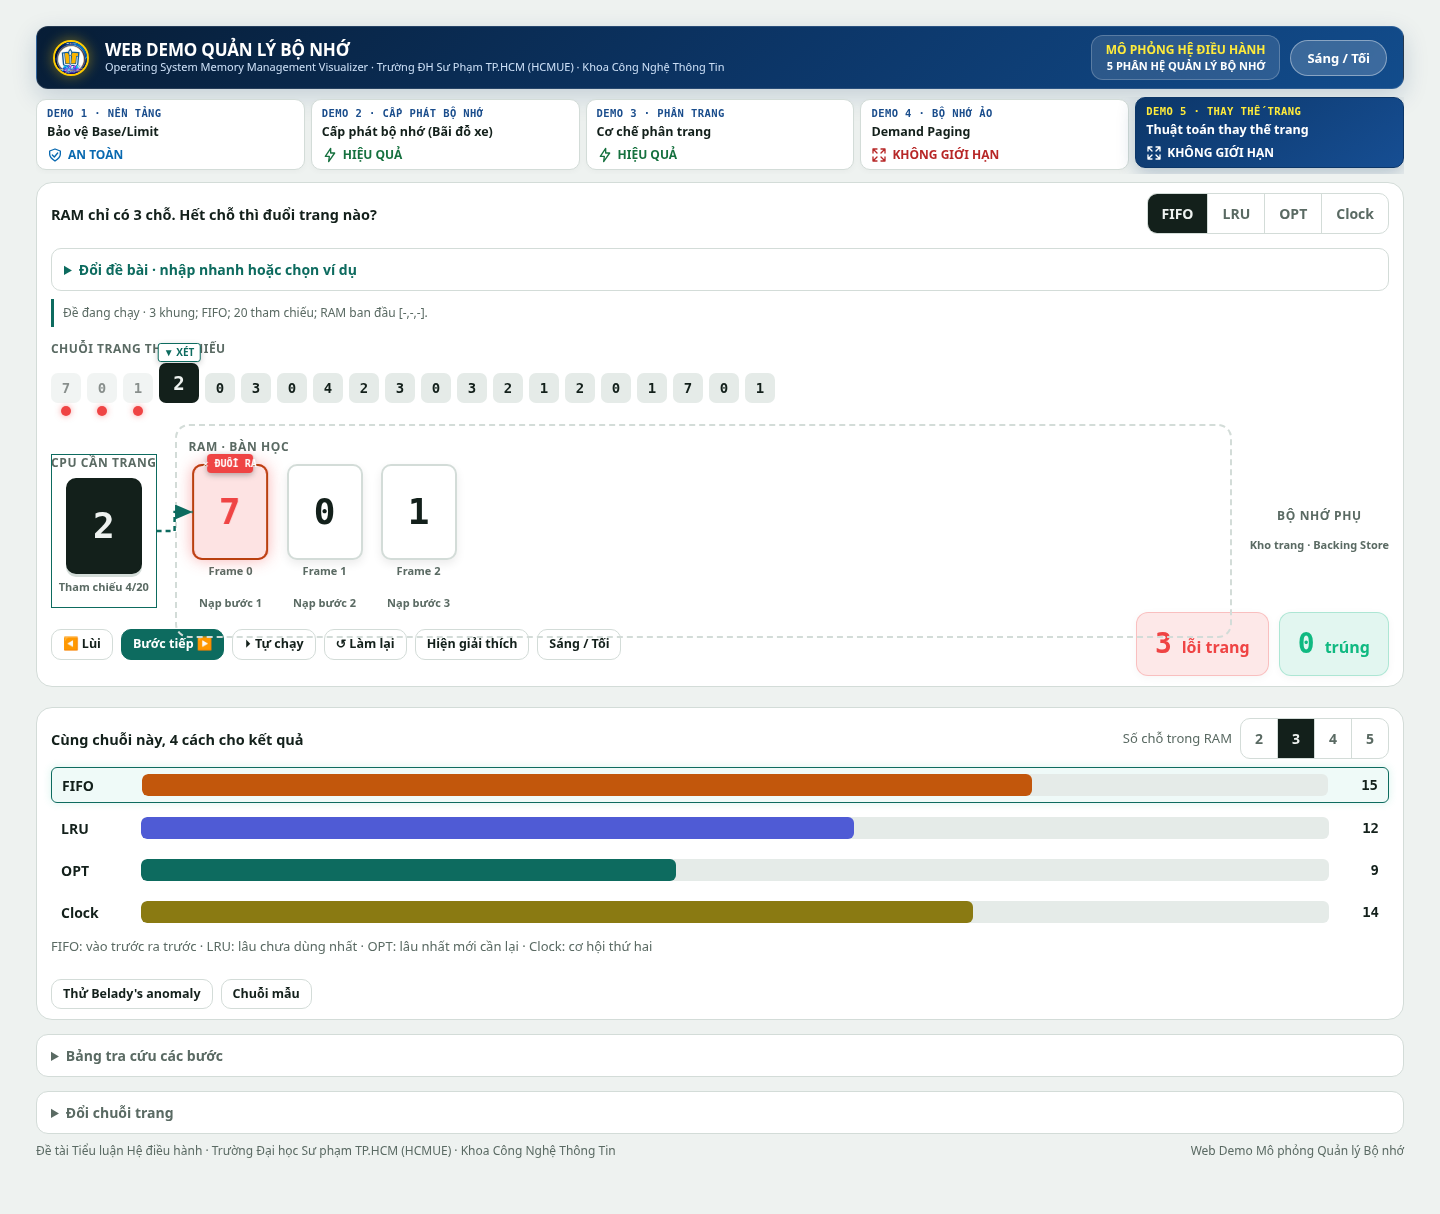 WEB DEMO QUẢN LÝ BỘ NHỚ
Operating System Memory Management Visualizer · Trường ĐH Sư Phạm TP.HCM (HCMUE) · Khoa Công Nghệ Thông Tin
MÔ PHỎNG HỆ ĐIỀU HÀNH
5 PHÂN HỆ QUẢN LÝ BỘ NHỚ
Sáng / Tối
DEMO 1 · NỀN TẢNG
Bảo vệ Base/Limit
AN TOÀN
DEMO 2 · CẤP PHÁT BỘ NHỚ
Cấp phát bộ nhớ (Bãi đỗ xe)
HIỆU QUẢ
DEMO 3 · PHÂN TRANG
Cơ chế phân trang
HIỆU QUẢ
DEMO 4 · BỘ NHỚ ẢO
Demand Paging
KHÔNG GIỚI HẠN
DEMO 5 · THAY THẾ TRANG
Thuật toán thay thế trang
KHÔNG GIỚI HẠN
RAM chỉ có 3 chỗ. Hết chỗ thì đuổi trang nào?
FIFO LRU OPT Clock
▶ Đổi đề bài · nhập nhanh hoặc chọn ví dụ
Đề đang chạy · 3 khung; FIFO; 20 tham chiếu; RAM ban đầu [-,-,-].
CHUỖI TRANG TH HIẾU
▼ XÉT
7 0 1 2 0 3 0 4 2 3 0 3 2 1 2 0 1 7 0 1
CPU CẦN TRANG
2
Tham chiếu 4/20
RAM · BÀN HỌC
ĐUỔI RA
7 0 1
Frame 0 Frame 1 Frame 2
Nạp bước 1 Nạp bước 2 Nạp bước 3
BỘ NHỚ PHỤ
Kho trang · Backing Store
◀ Lùi
Bước tiếp ▶
⏵ Tự chạy
↺ Làm lại
Hiện giải thích
Sáng / Tối
3 lỗi trang
0 trúng
Cùng chuỗi này, 4 cách cho kết quả
Số chỗ trong RAM 2 3 4 5
FIFO 15
LRU 12
OPT 9
Clock 14
FIFO: vào trước ra trước · LRU: lâu chưa dùng nhất · OPT: lâu nhất mới cần lại · Clock: cơ hội thứ hai
Thử Belady's anomaly
Chuỗi mẫu
▶ Bảng tra cứu các bước
▶ Đổi chuỗi trang
Đề tài Tiểu luận Hệ điều hành · Trường Đại học Sư phạm TP.HCM (HCMUE) · Khoa Công Nghệ Thông Tin
Web Demo Mô phỏng Quản lý Bộ nhớ